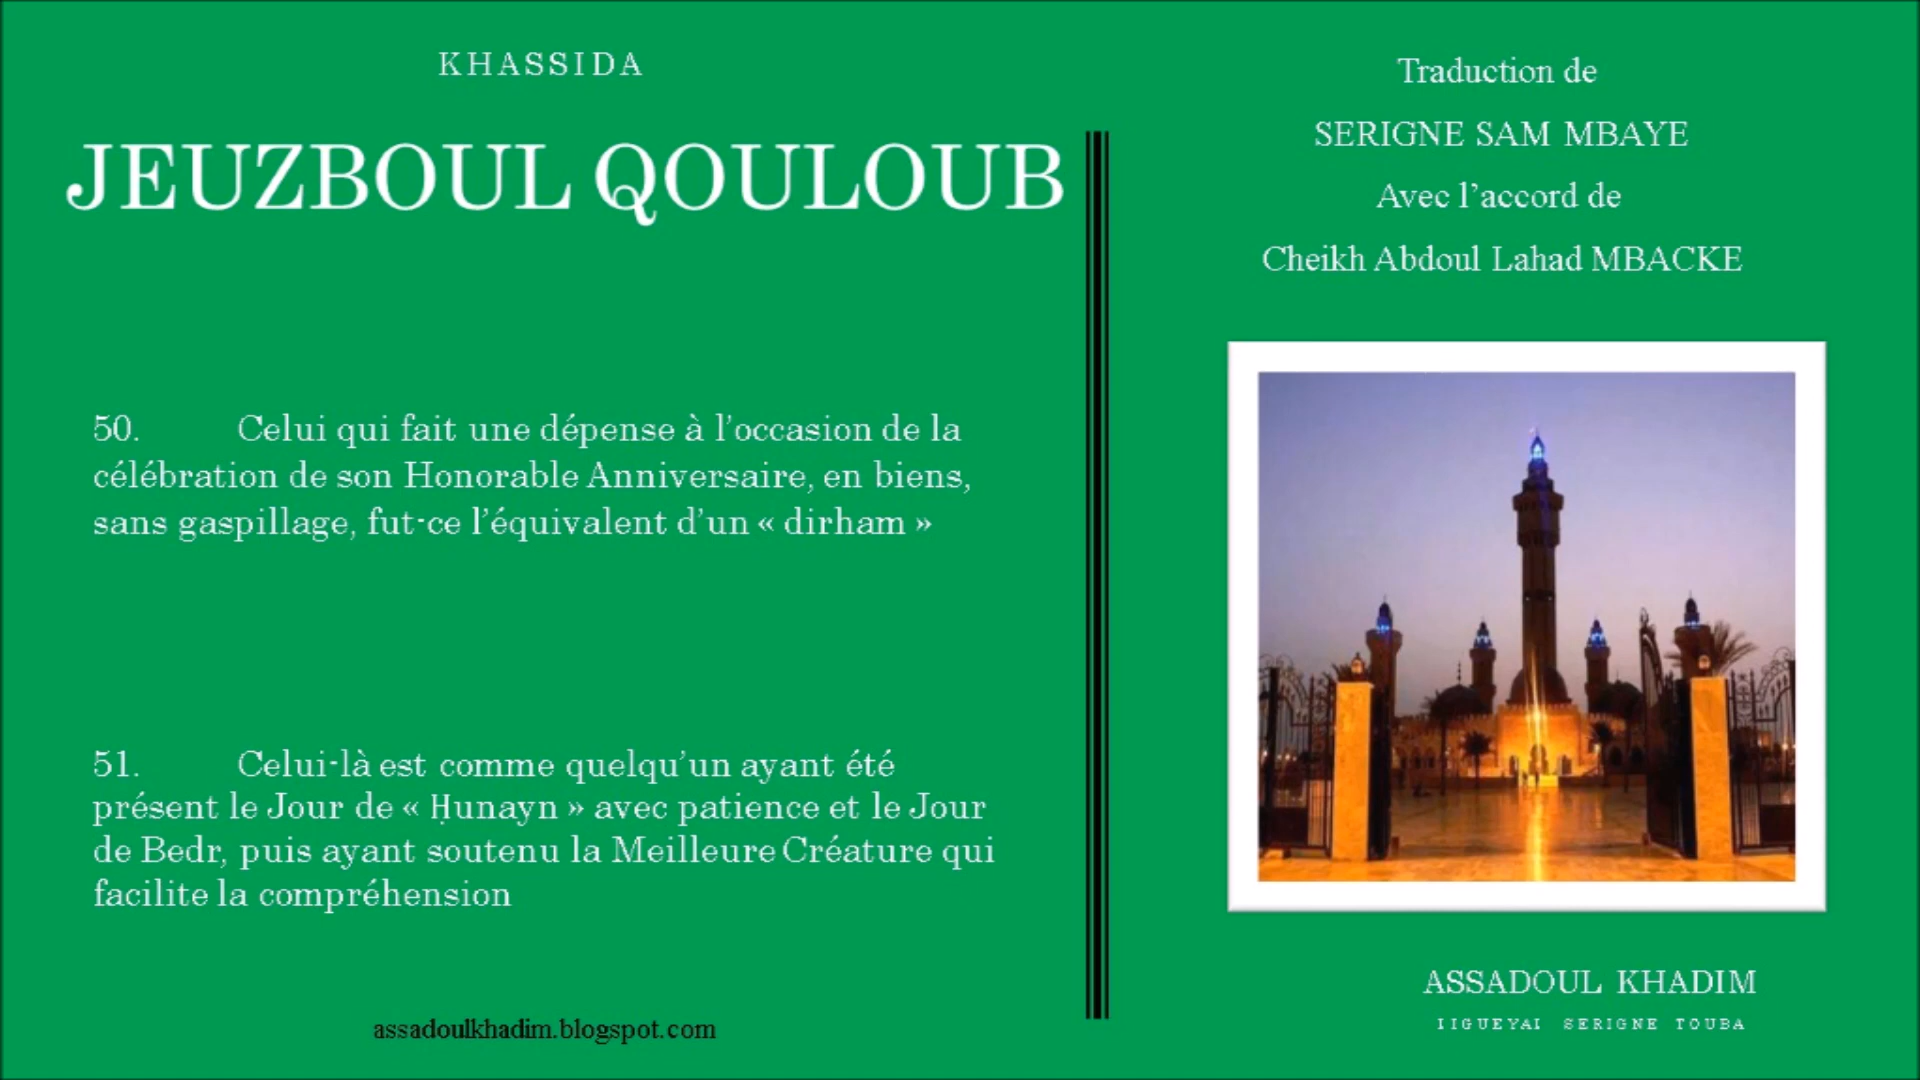 KHASSIDA
JEUZBOUL QOULOUB
50. Celui qui fait une dépense à l’occasion de la
célébration de son Honorable Anniversaire, en biens,
sans gaspillage, fut-ce l’équivalent d’un « dirham »
51. Celui-là est comme quelqu’un ayant été
présent le Jour de « Ḥunayn » avec patience et le Jour
de Bedr, puis ayant soutenu la Meilleure Créature qui
facilite la compréhension
assadoulkhadim.blogspot.com
Traduction de
SERIGNE SAM MBAYE
Avec l’accord de
Cheikh Abdoul Lahad MBACKE
ASSADOUL KHADIM
LIGUEYAL SERIGNE TOUBA